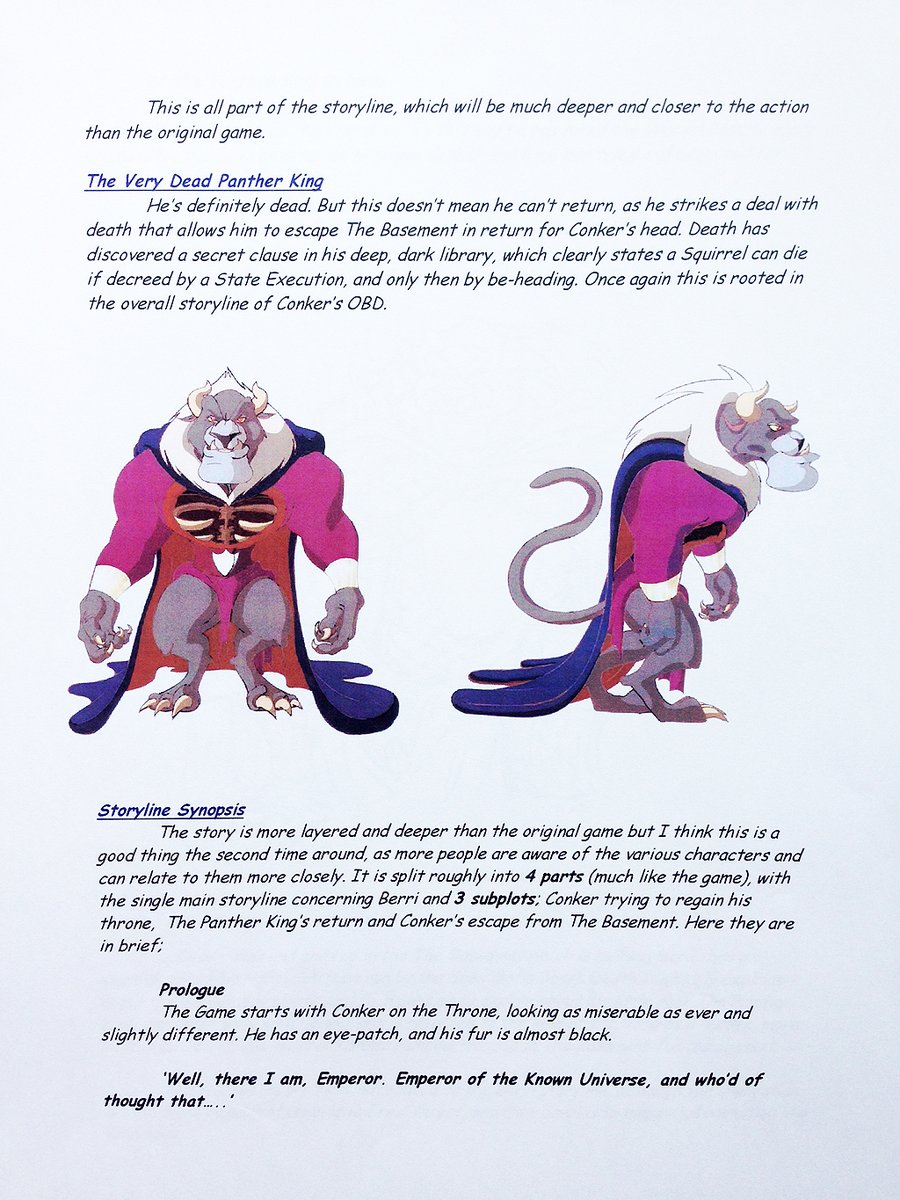 This is all part of the storyline, which will be much deeper and closer to the action
than the original game.
The Very Dead Panther King
He's definitely dead. But this doesn't mean he can't return, as he strikes a deal with
death that allows him to escape The Basement in return for Conker's head. Death has
discovered a secret clause in his deep, dark library, which clearly states a Squirrel can die
if decreed by a State Execution, and only then by be-heading. Once again this is rooted in
the overall storyline of Conker's OBD.
Storyline Synopsis
The story is more layered and deeper than the original game but I think this is a
good thing the second time around, as more people are aware of the various characters and
can relate to them more closely. It is split roughly into 4 parts (much like the game), with
the single main storyline concerning Berri and 3 subplots; Conker trying to regain his
throne,  The Panther King's return and Conker's escape from The Basement. Here they are
in brief;
Prologue
The Game starts with Conker on the Throne, looking as miserable as ever and
slightly different. He has an eye-patch, and his fur is almost black.
'Well, there I am, Emperor. Emperor of the Known Universe, and who'd of
thought that.....'